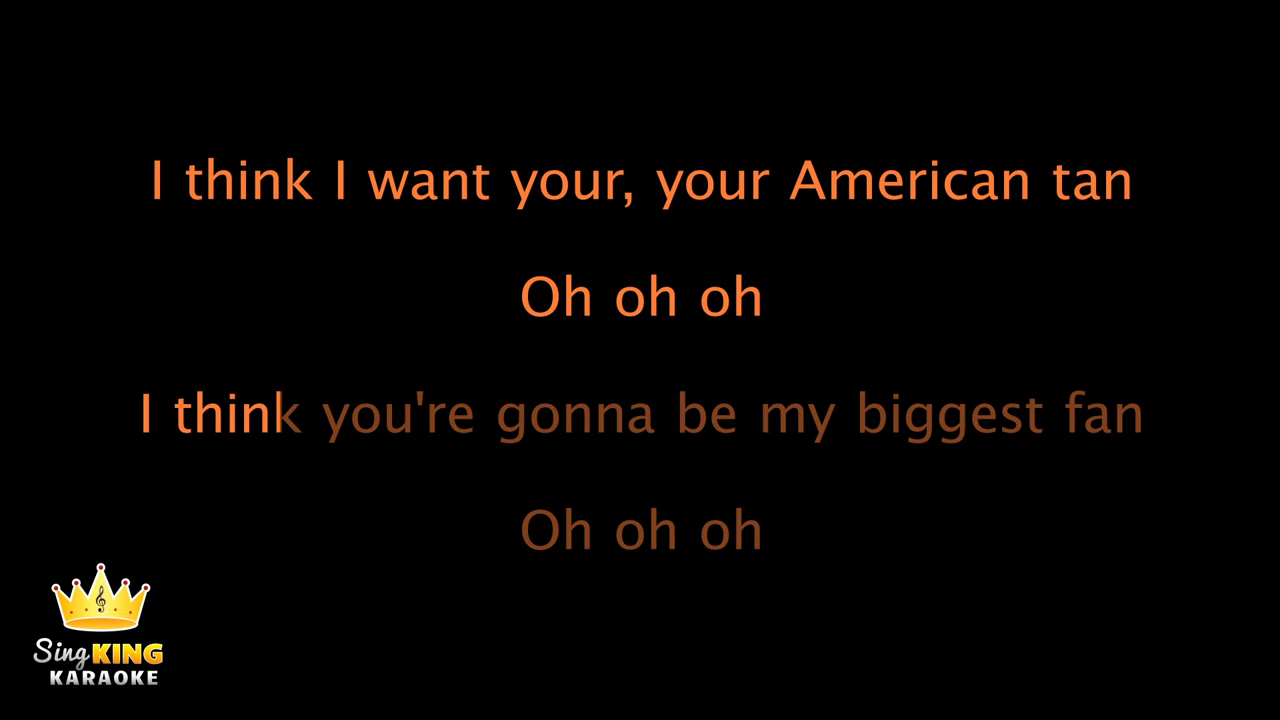 I think I want your, your American tan
Oh oh oh
I think you're gonna be my biggest fan
Oh oh oh
Sing KING
KARAOKE